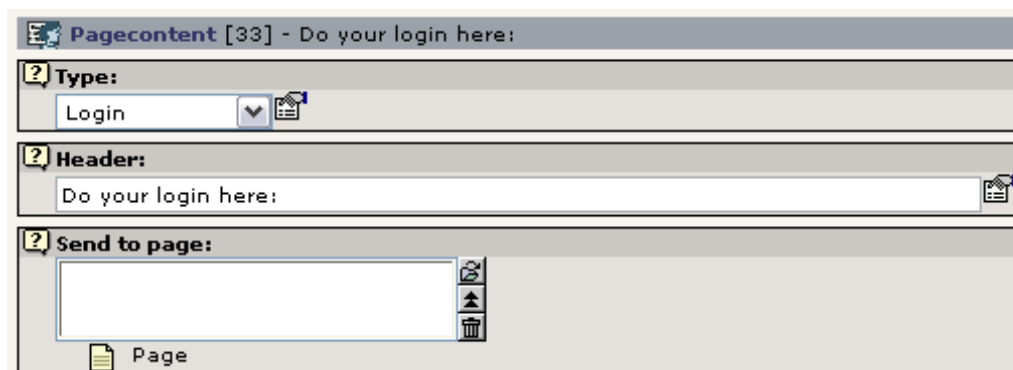 Pagecontent [33] - Do your login here:
Type:
Login
Header:
Do your login here:
Send to page:
Page